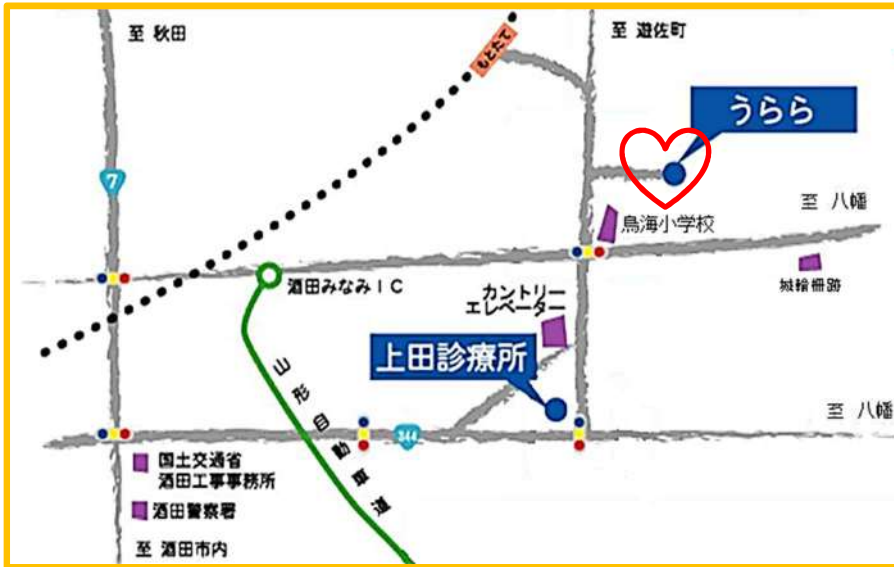 至 秋田
もとたて
至 遊佐町
うらら
7
至 八幡
鳥海小学校
城輪柵跡
酒田みなみIC
カントリー
エレベーター
上田診療所
山形自動車道
344
至 八幡
国土交通省
酒田工事事務所
酒田警察署
至 酒田市内